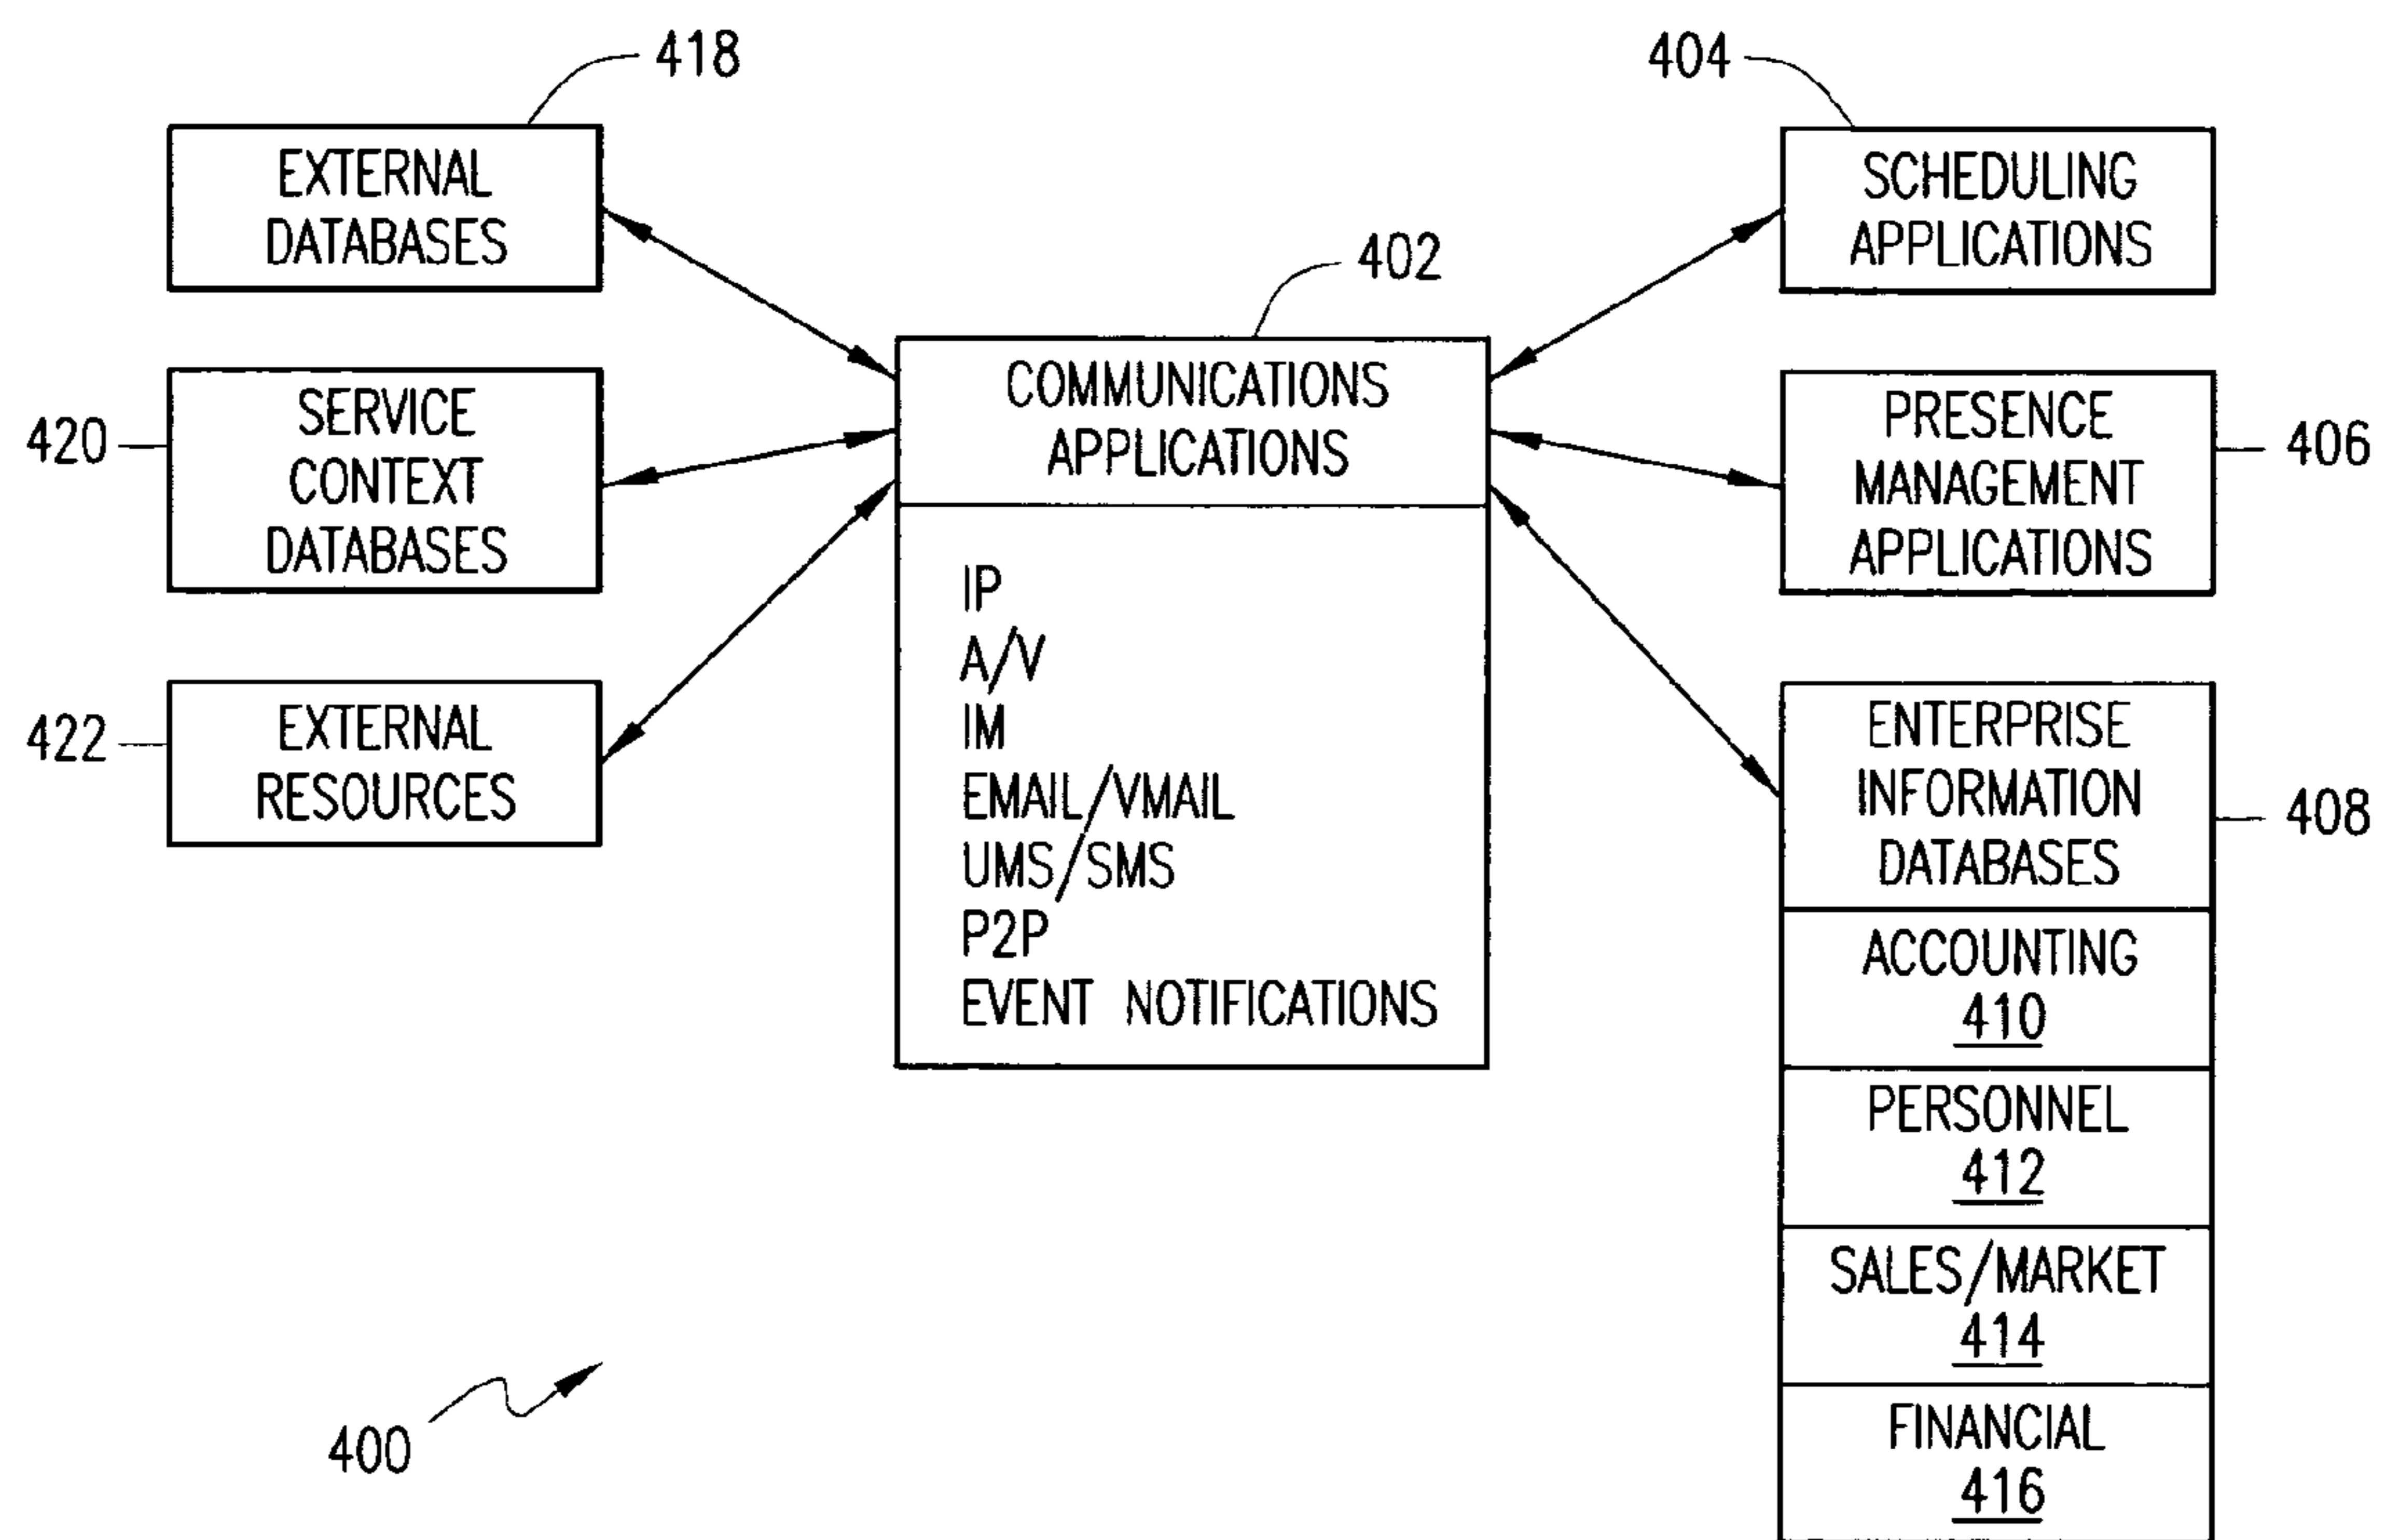 418
EXTERNAL
DATABASES
420
SERVICE
CONTEXT
DATABASES
422
EXTERNAL
RESOURCES
402
COMMUNICATIONS
APPLICATIONS
IP
A/V
IM
EMAIL/VMAIL
UMS/SMS
P2P
EVENT NOTIFICATIONS
404
SCHEDULING
APPLICATIONS
PRESENCE
MANAGEMENT
APPLICATIONS
406
ENTERPRISE
INFORMATION
DATABASES
408
ACCOUNTING
410
PERSONNEL
412
SALES/MARKET
414
FINANCIAL
416
400